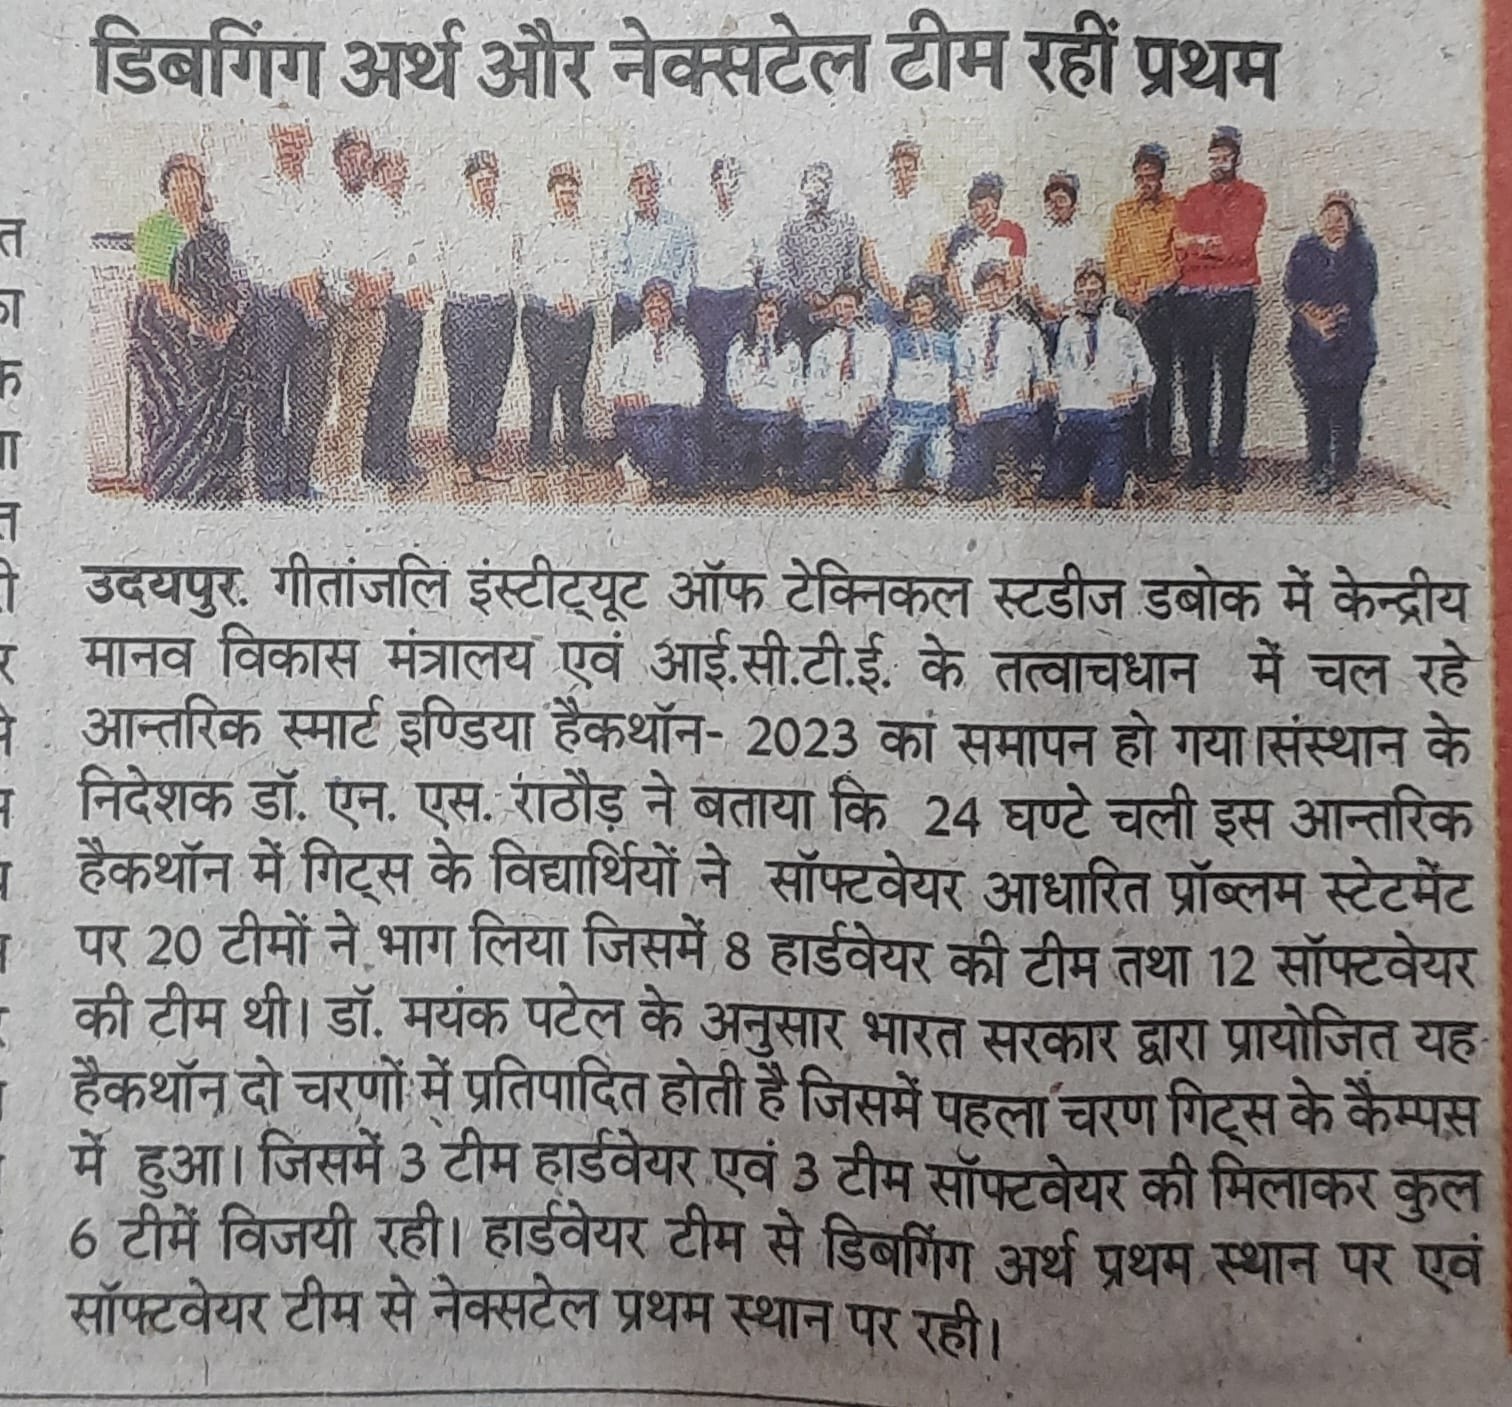 डिबगिंग अर्थ और नेक्सटेल टीम रहीं प्रथम
उदयपुर. गीतांजलि इंस्टीट्यूट ऑफ टेक्निकल स्टडीज डबोक में केन्द्रीय
मानव विकास मंत्रालय एवं आई.सी.टी.ई. के तत्वाचधान में चल रहे
आन्तरिक स्मार्ट इण्डिया हैकथॉन- 2023 का समापन हो गया।संस्थान के
निदेशक डॉ. एन. एस. राठौड़ ने बताया कि 24 घण्टे चली इस आन्तरिक
हैकथॉन में गिट्स के विद्यार्थियों ने सॉफ्टवेयर आधारित प्रॉब्लम स्टेटमेंट
पर 20 टीमों ने भाग लिया जिसमें 8 हार्डवेयर की टीम तथा 12 सॉफ्टवेयर
की टीम थी। डॉ. मयंक पटेल के अनुसार भारत सरकार द्वारा प्रायोजित यह
हैकथॉन दो चरणों में प्रतिपादित होती है जिसमें पहला चरण गिट्स के कैम्पस
में हुआ। जिसमें 3 टीम हार्डवेयर एवं 3 टीम सॉफ्टवेयर की मिलाकर कुल
6 टीमें विजयी रही। हार्डवेयर टीम से डिबगिंग अर्थ प्रथम स्थान पर एवं
सॉफ्टवेयर टीम से नेक्सटेल प्रथम स्थान पर रही।